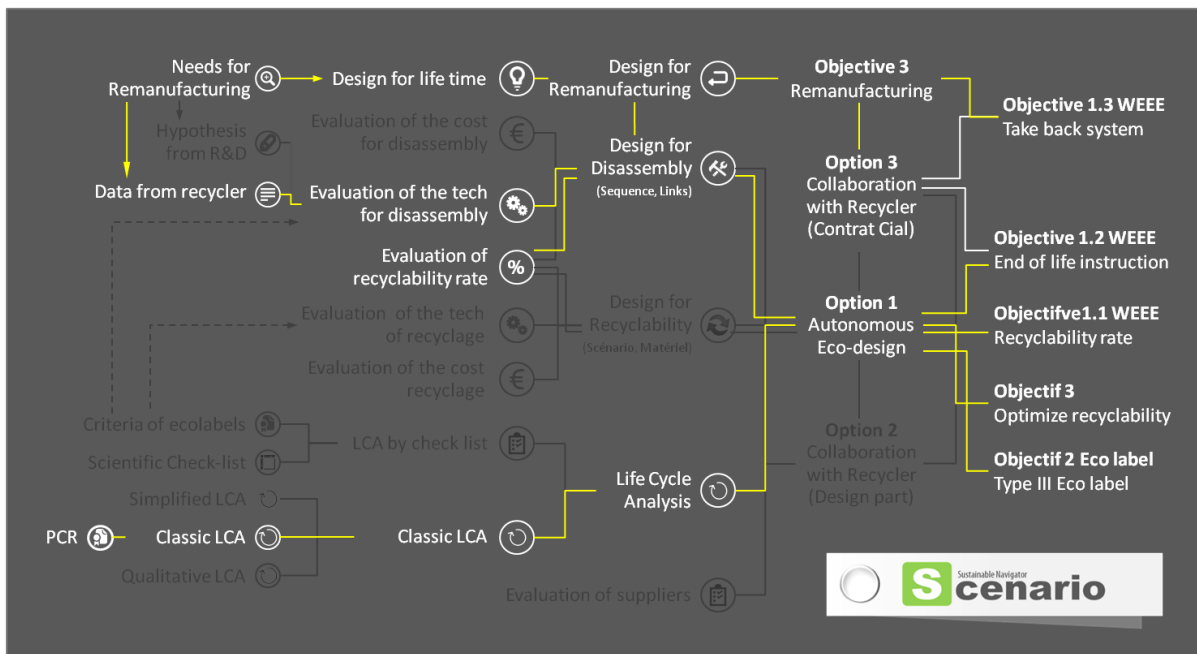 Needs for
Remanufacturing
Design for life time
Design for
Remanufacturing
Objective 3
Remanufacturing
Objective 1.3 WEEE
Take back system
Hypothesis
from R&D
Evaluation of the cost
for disassembly
€
Design for
Disassembly
(Sequence, Links)
Option 3
Collaboration
with Recycler
(Contrat Cial)
Data from recycler
Evaluation of the tech
for disassembly
Evaluation of
recyclability rate
%
Objective 1.2 WEEE
End of life instruction
Evaluation of the tech
of recyclage
Design for
Recyclability
(Scénario, Matériel)
Option 1
Autonomous
Eco-design
Objectifve1.1 WEEE
Recyclability rate
Evaluation of the cost
recyclage
€
Objectif 3
Optimize recyclability
Criteria of ecolabels
Scientific Check-list
LCA by check list
Option 2
Collaboration
with Recycler
(Design part)
Objectif 2 Eco label
Type III Eco label
Simplified LCA
Life Cycle
Analysis
PCR
Classic LCA
Classic LCA
Qualitative LCA
Evaluation of suppliers
Sustainable Navigator
Scenario